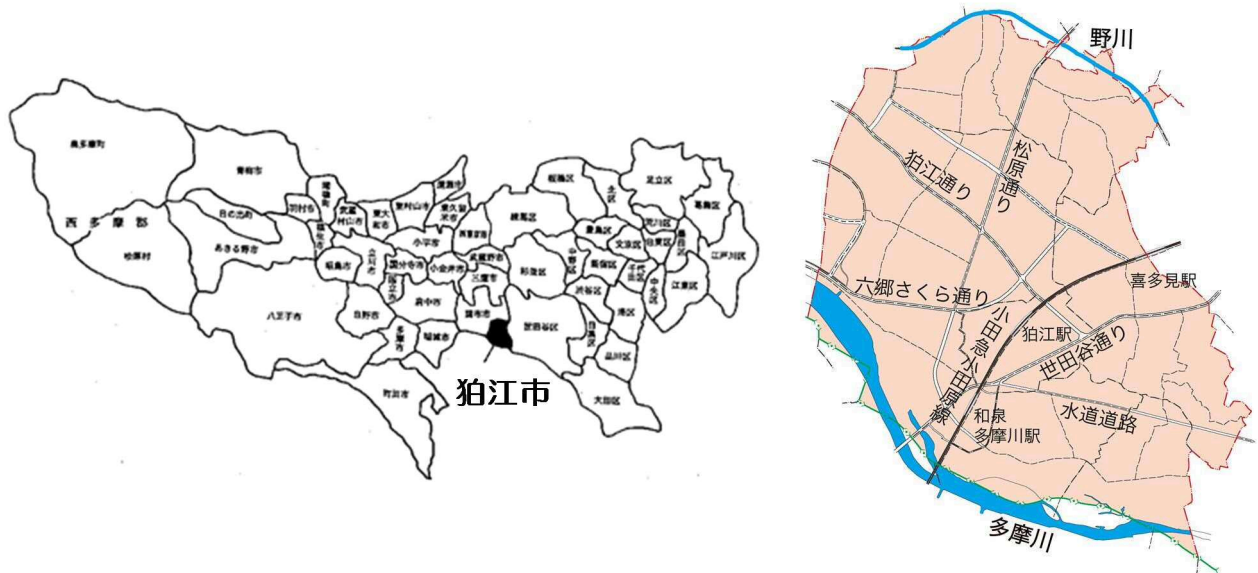 奥多摩町
西多摩郡
檜原村
青梅市
日の出町
あきる野市
八王子市
町田市
羽村市
瑞穂町
福生市
武蔵
村山市
昭島市
立川市
東大
和市
東村山市
清瀬市
東久留
米市
小平市
西東京市
国分寺市
小金井市
武蔵野市
三鷹市
国立市
府中市
調布市
日野市
多摩市
稲城市
狛江市
板橋区
北区
足立区
葛飾区
練馬区
豊島区
荒川区
文京区
台東区
墨田区
江戸川区
中野区
杉並区
新宿区
千代
田区
中央区
江東区
渋谷区
港区
世田谷区
目黒区
品川区
大田区
野川
松原通り
狛江通り
六郷さくら通り
喜多見駅
小田急小田原線
狛江駅
世田谷通り
和泉
多摩川駅
水道道路
多摩川